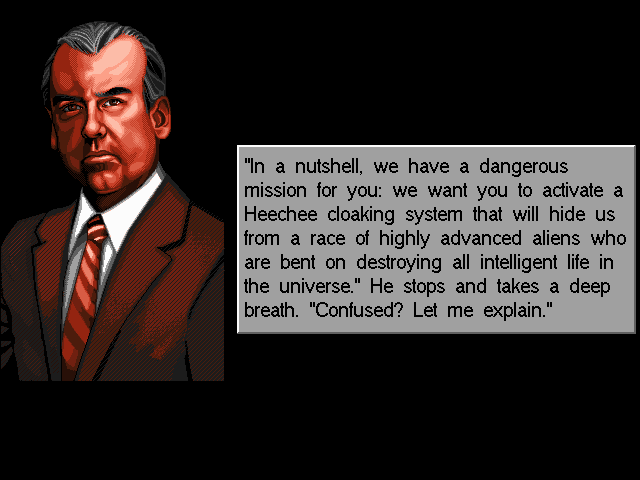 "In a nutshell, we have a dangerous
mission for you: we want you to activate a
Heechee cloaking system that will hide us
from a race of highly advanced aliens who
are bent on destroying all intelligent life in
the universe." He stops and takes a deep
breath. "Confused? Let me explain."